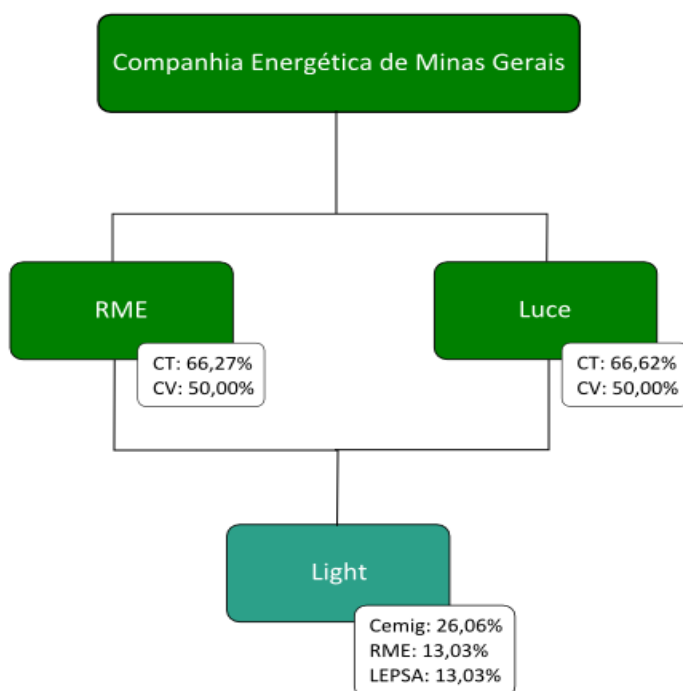 Companhia Energética de Minas Gerais
RME
CT: 66,27%
CV: 50,00%
Luce
CT: 66,62%
CV: 50,00%
Light
Cemig: 26,06%
RME: 13,03%
LEPSA: 13,03%